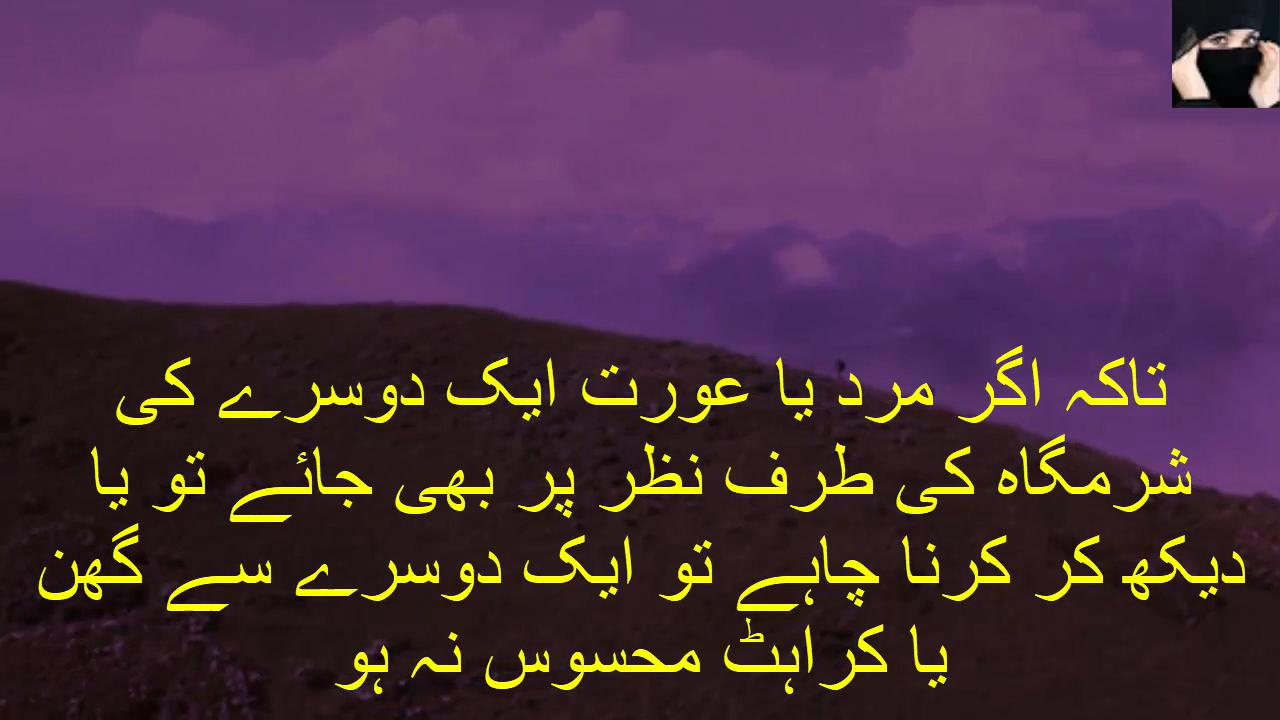 تاکہ اگر مرد یا عورت ایک دوسرے کی
شرمگاہ کی طرف نظر پر بھی جائے تو یا
دیکھ کر کرنا چاہے تو ایک دوسرے سے گھن
یا کراہٹ محسوس نہ ہو